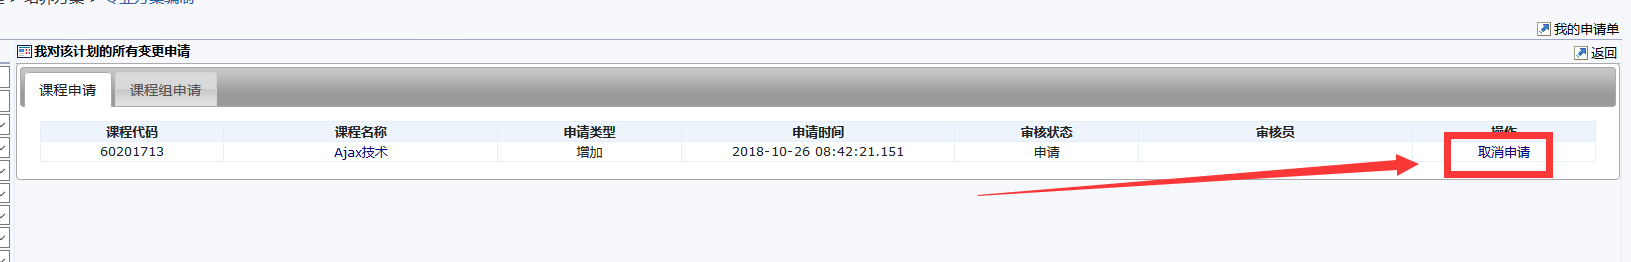 我的申请单
我对该计划的所有变更申请
返回
课程申请 课程组申请
课程代码 课程名称 申请类型 申请时间 审核状态 审核员 操作
60201713 Ajax技术 增加 2018-10-26 08:42:21.151 申请 取消申请